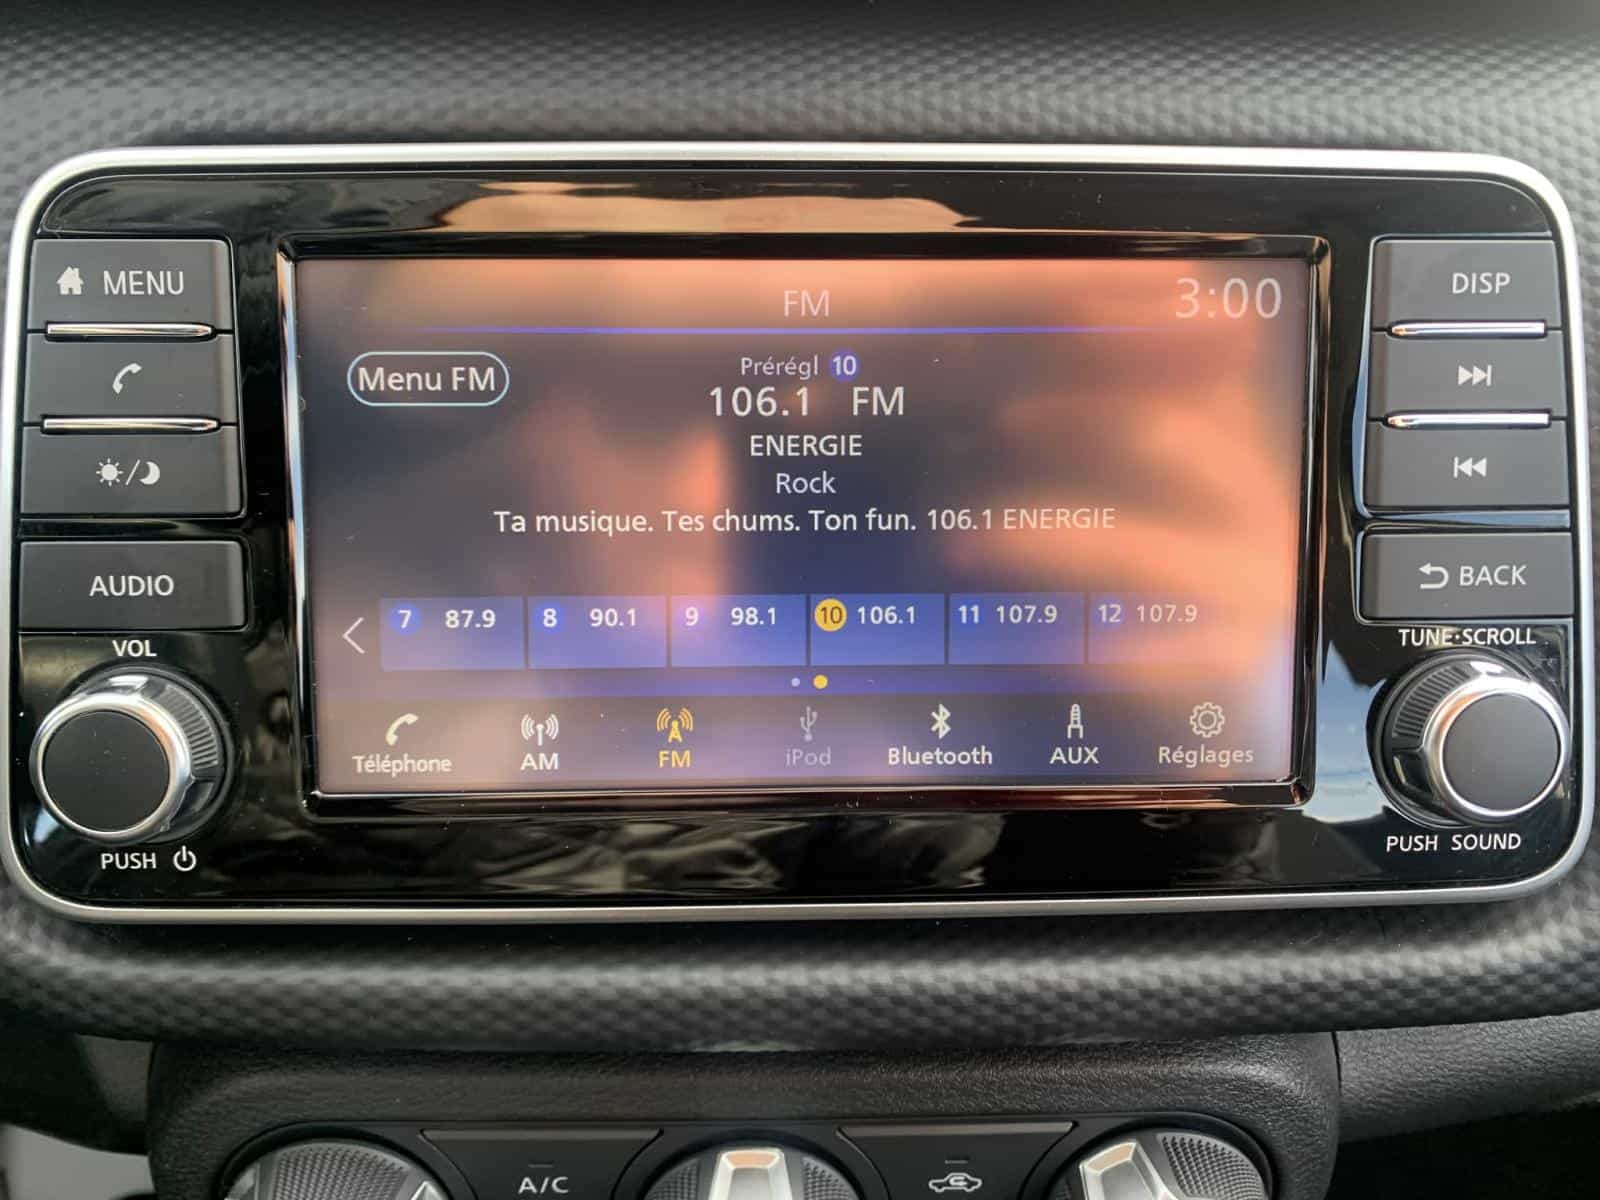 MENU
DISP
FM
3:00
Menu FM
Prérégl 10
106.1 FM
ENERGIE
Rock
Ta musique. Tes chums. Ton fun. 106.1 ENERGIE
AUDIO
BACK
7 87.9 8 90.1 9 98.1 10 106.1 11 107.9 12 107.9
VOL
TUNE·SCROLL
Téléphone AM FM iPod Bluetooth AUX Réglages
PUSH
PUSH SOUND
A/C